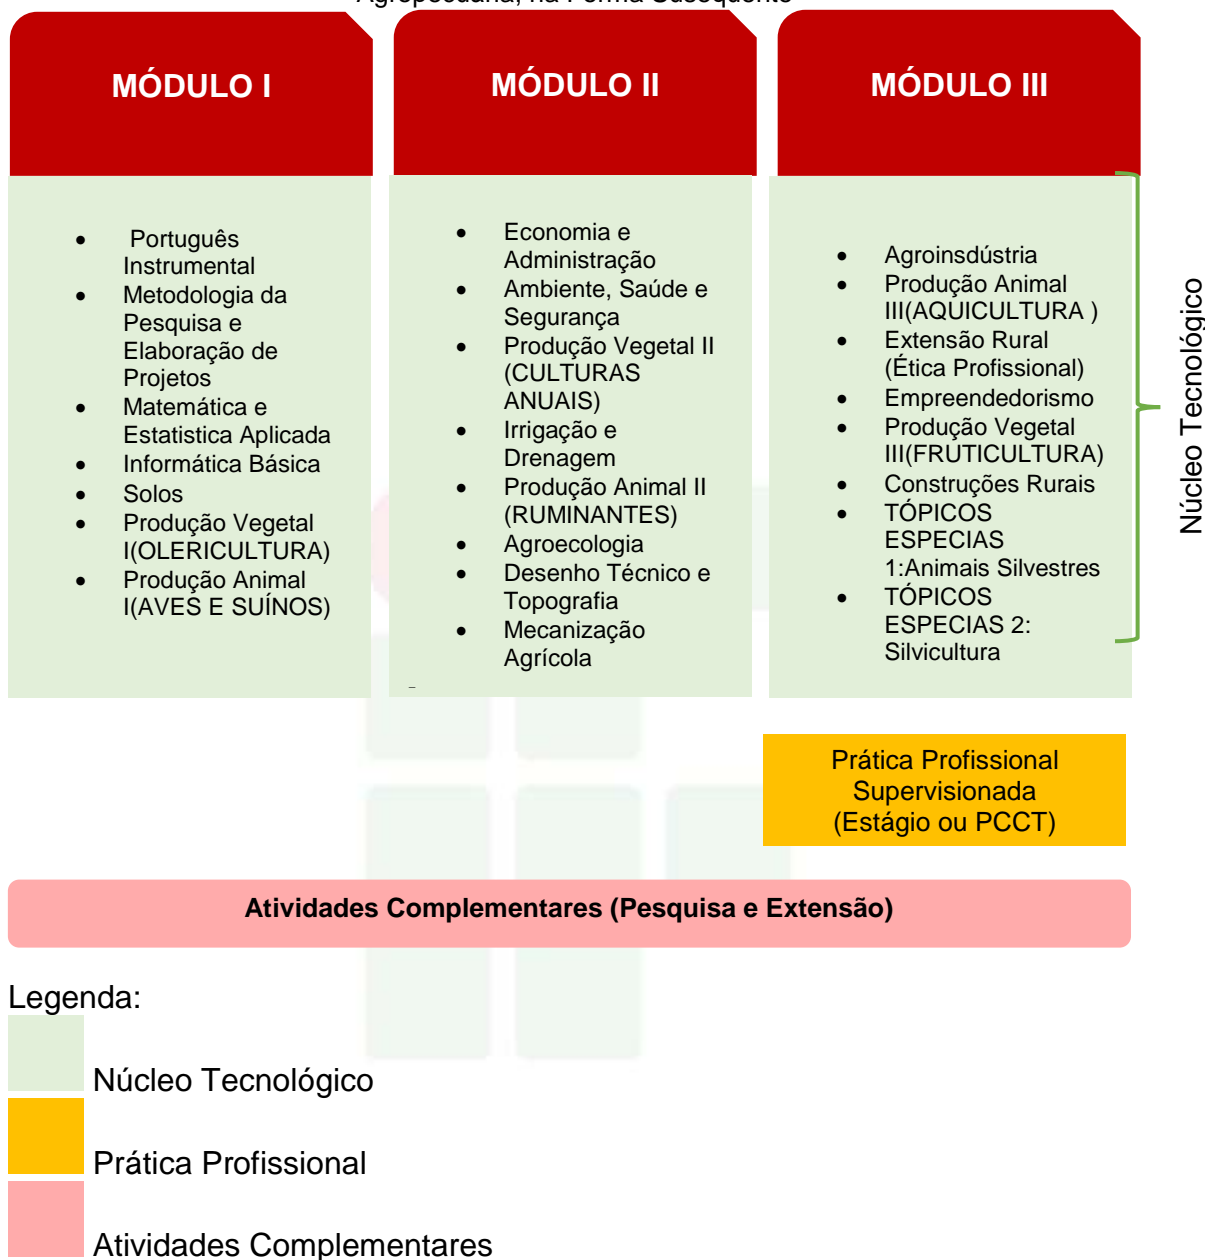 Agropecuária, na Forma Subsequente
MÓDULO I
Português
Instrumental
Metodologia da
Pesquisa e
Elaboração de
Projetos
Matemática e
Estatistica Aplicada
Informática Básica
Solos
Produção Vegetal
I(OLERICULTURA)
Produção Animal
I(AVES E SUÍNOS)
MÓDULO II
Economia e
Administração
Ambiente, Saúde e
Segurança
Produção Vegetal II
(CULTURAS
ANUAIS)
Irrigação e
Drenagem
Produção Animal II
(RUMINANTES)
Agroecologia
Desenho Técnico e
Topografia
Mecanização
Agrícola
MÓDULO III
Agroinsdústria
Produção Animal
III(AQUICULTURA )
Extensão Rural
(Ética Profissional)
Empreendedorismo
Produção Vegetal
III(FRUTICULTURA)
Construções Rurais
TÓPICOS
ESPECIAS
1:Animais Silvestres
TÓPICOS
ESPECIAS 2:
Silvicultura
Núcleo Tecnológico
Prática Profissional
Supervisionada
(Estágio ou PCCT)
Atividades Complementares (Pesquisa e Extensão)
Legenda:
Núcleo Tecnológico
Prática Profissional
Atividades Complementares